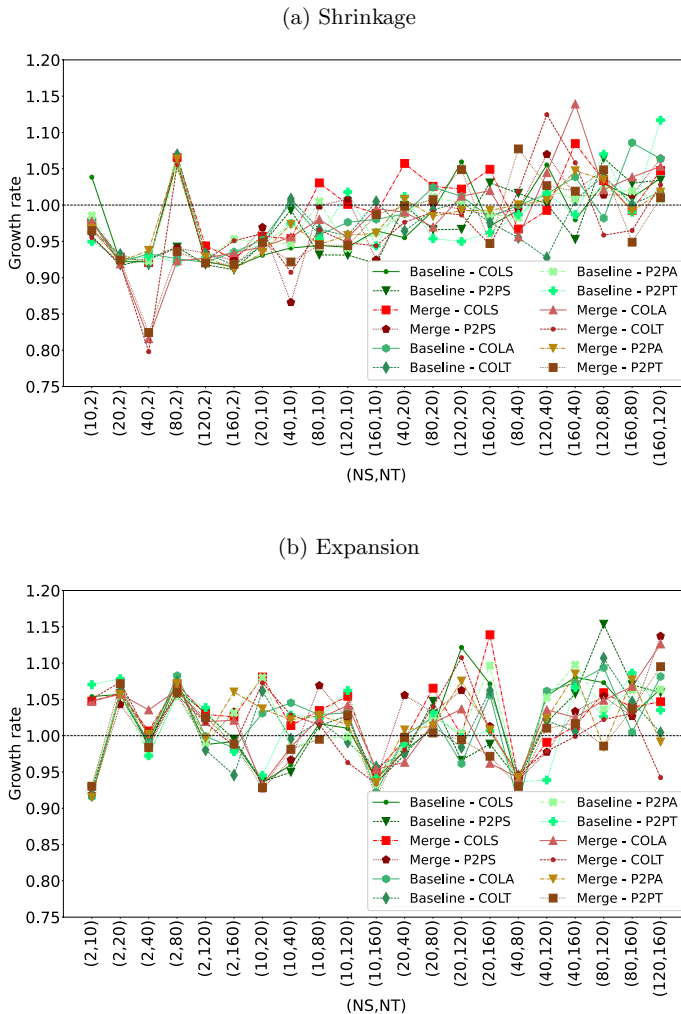 (a) Shrinkage
1.20
1.15
1.10
1.05
1.00
0.95
0.90
0.85
0.80
0.75
Growth rate
Baseline - COLS
Baseline - P2PS
Merge - COLS
Merge - P2PS
Baseline - COLA
Baseline - COLT
Baseline - P2PA
Baseline - P2PT
Merge - COLA
Merge - COLT
Merge - P2PA
Merge - P2PT
(10,2)
(20,2)
(40,2)
(80,2)
(120,2)
(160,2)
(20,10)
(40,10)
(80,10)
(120,10)
(160,10)
(40,20)
(80,20)
(120,20)
(160,20)
(80,40)
(120,40)
(160,40)
(120,80)
(160,80)
(160,120)
(NS,NT)
(b) Expansion
1.20
1.15
1.10
1.05
1.00
0.95
0.90
0.85
0.80
0.75
Growth rate
Baseline - COLS
Baseline - P2PS
Merge - COLS
Merge - P2PS
Baseline - COLA
Baseline - COLT
Baseline - P2PA
Baseline - P2PT
Merge - COLA
Merge - COLT
Merge - P2PA
Merge - P2PT
(2,10)
(2,20)
(2,40)
(2,80)
(2,120)
(2,160)
(10,20)
(10,40)
(10,80)
(10,120)
(10,160)
(20,40)
(20,80)
(20,120)
(20,160)
(40,80)
(40,120)
(40,160)
(80,120)
(80,160)
(120,160)
(NS,NT)